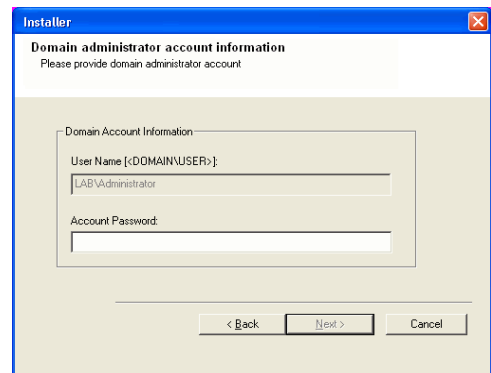 Installer
Domain administrator account information
Please provide domain administrator account
Domain Account Information
User Name [<DOMAIN\USER>]:
LAB\Administrator
Account Password:
< Back
Next >
Cancel